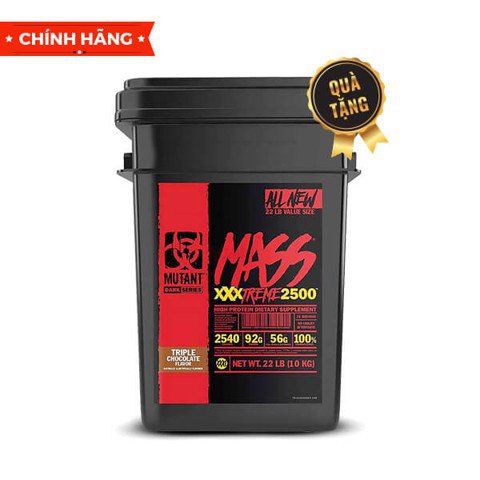 CHÍNH HÃNG
QUÀ
TẶNG
ALL NEW
22 LB VALUE SIZE
MUTANT
DARK SERIES
MASS
XXXTREME 2500
HIGH PROTEIN DIETARY SUPPLEMENT
2540 92G 56G 100%
TRIPLE
CHOCOLATE
FLAVOR
NET WT. 22 LB (10 KG)